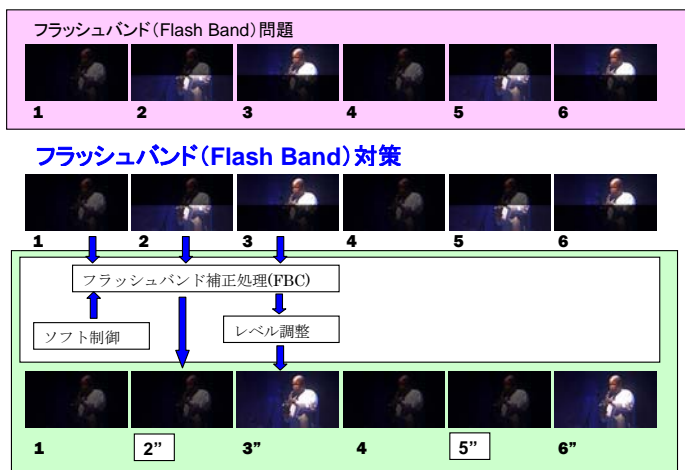 フラッシュバンド（Flash Band）問題
1 2 3 4 5 6
フラッシュバンド（Flash Band）対策
1 2 3 4 5 6
フラッシュバンド補正処理(FBC)
ソフト制御 レベル調整
1 2” 3” 4 5” 6”